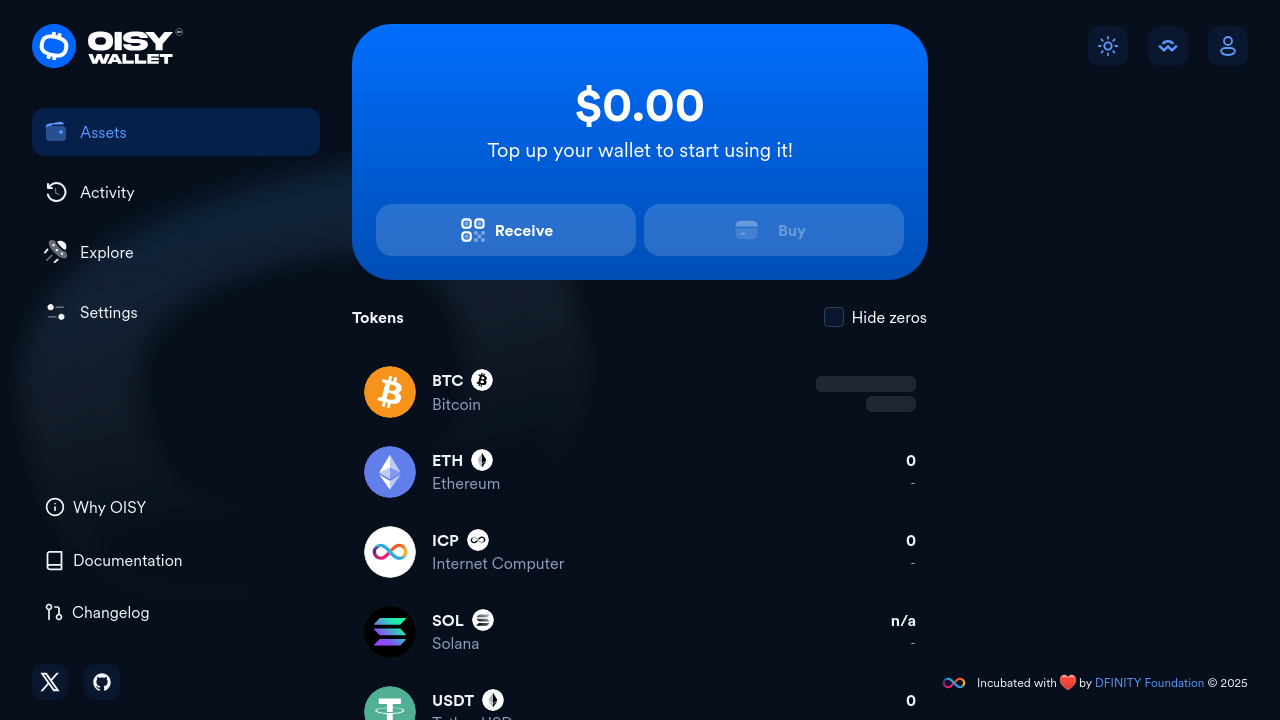 OISY
WALLET
Assets
Activity
Explore
Settings
Why OISY
Documentation
Changelog
$0.00
Top up your wallet to start using it!
Receive
Buy
Tokens
Hide zeros
BTC
Bitcoin
ETH
0
Ethereum
-
ICP
0
Internet Computer
-
SOL
n/a
Solana
-
USDT
0
Tether USD
Incubated with ❤️ by DFINITY Foundation © 2025